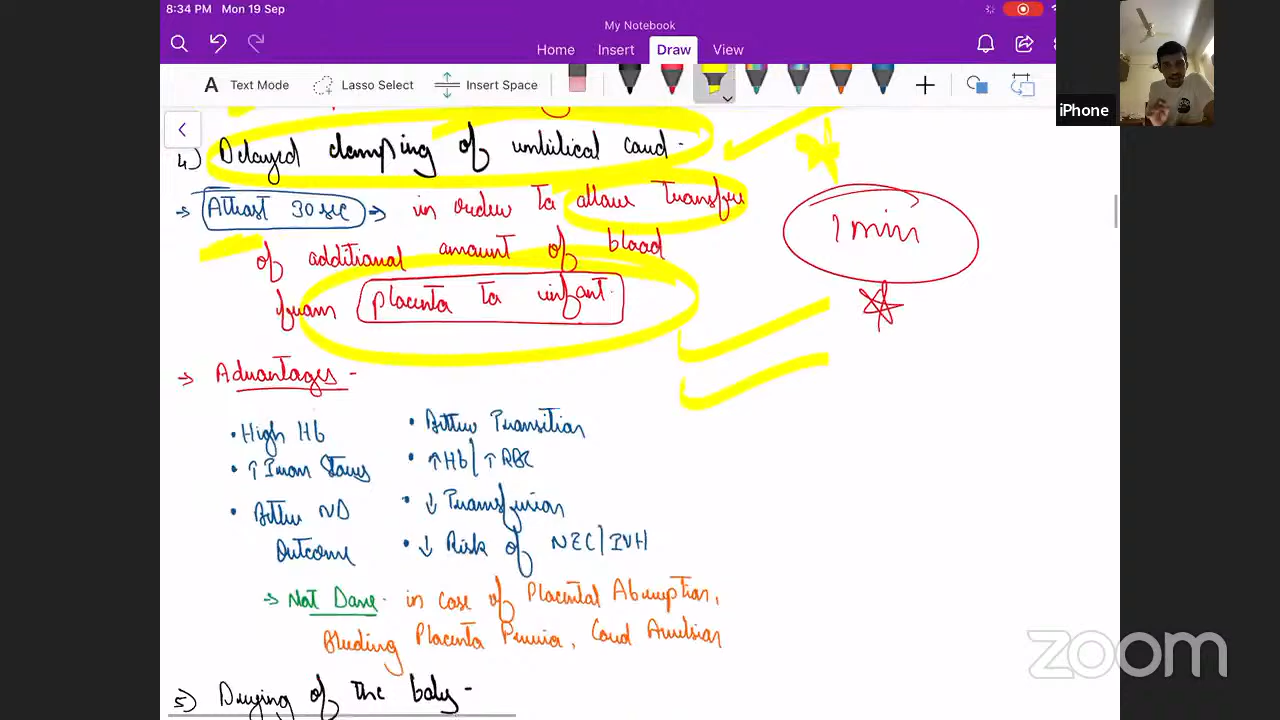 8:34 PM Mon 19 Sep
My Notebook
Home Insert Draw View
A Text Mode Lasso Select Insert Space
iPhone
4) Delayed clamping of umbilical cord -
→ Atleast 30 sec → in order to allow transfer
1 min
of additional amount of blood
from placenta to infant.
→ Advantages -
• High Hb
• ↑ Iron Stores
• Better ND
Outcome
• Better Transition
• ↑Hb/↑RBC
• ↓ Transfusion
• ↓ Risk of NEC/IVH
→ Not Done - in case of Placental Abruption,
Bleeding Placenta Previa, Cord Avulsion
5) Drying of the baby -
zoom